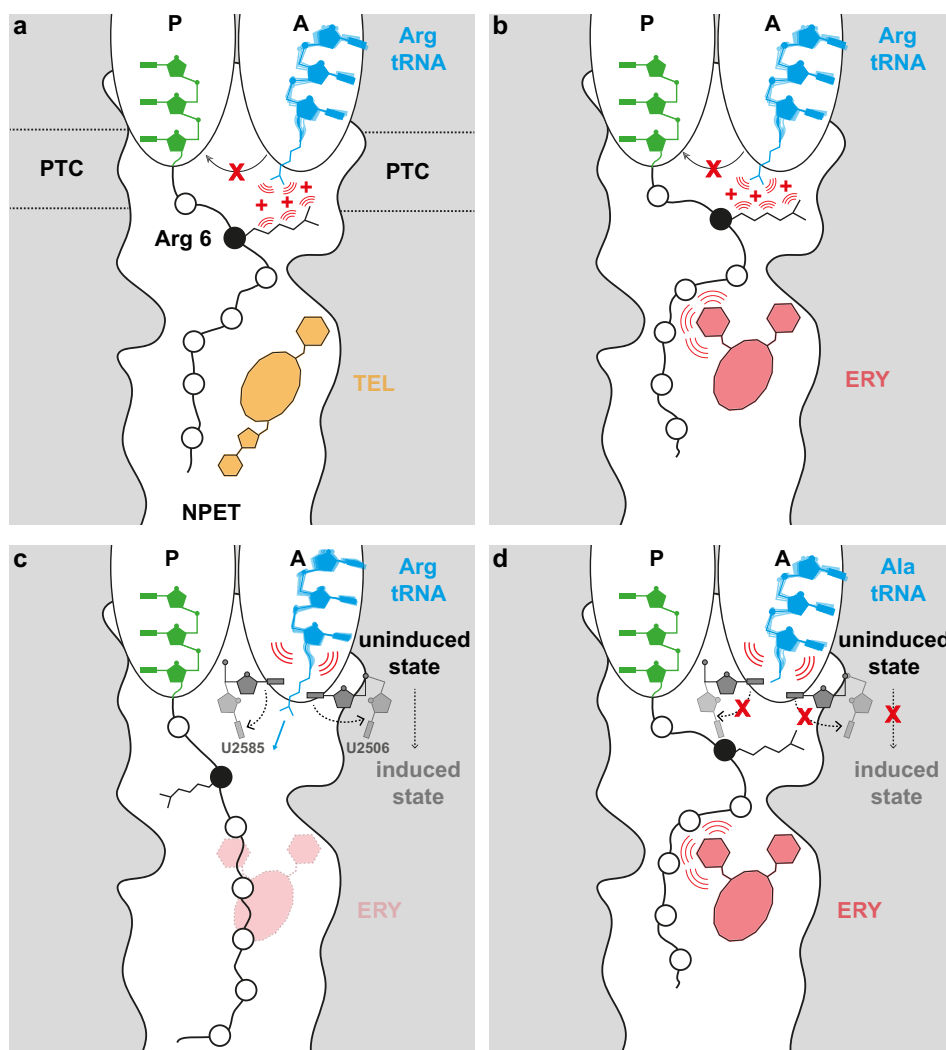 a
P
A
Arg
tRNA
PTC
PTC
X
+
+
+
Arg 6
TEL
NPET
b
P
A
Arg
tRNA
X
+
+
+
+
ERY
c
P
A
Arg
tRNA
uninduced
state
U2585
U2506
induced
state
ERY
d
P
A
Ala
tRNA
uninduced
state
X
X
X
induced
state
ERY